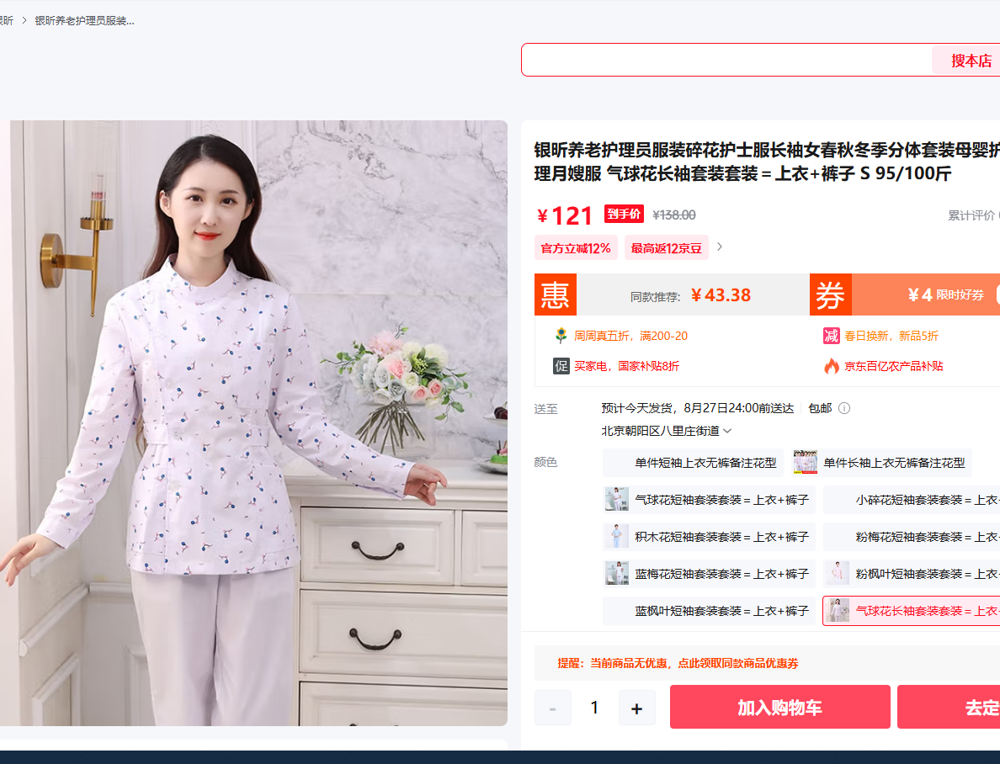 银昕养老护理员服装...
搜本店
银昕养老护理员服装碎花护士服长袖女春秋冬季分体套装母婴护
理月嫂服 气球花长袖套装套装＝上衣+裤子 S 95/100斤
¥121 到手价 ¥138.00 累计评价
官方立减12% 最高返12京豆
惠 同款推荐: ¥43.38 券 ¥4 限时好券
周周真五折，满200-20 减 春日换新，新品5折
促 买家电，国家补贴8折 京东百亿农产品补贴
送至 预计今天发货，8月27日24:00前送达 包邮
北京朝阳区八里庄街道
颜色 单件短袖上衣无裤备注花型 单件长袖上衣无裤备注花型
气球花短袖套装套装＝上衣+裤子 小碎花短袖套装套装＝上衣+
积木花短袖套装套装＝上衣+裤子 粉梅花短袖套装套装＝上衣+
蓝梅花短袖套装套装＝上衣+裤子 粉枫叶短袖套装套装＝上衣+
蓝枫叶短袖套装套装＝上衣+裤子 气球花长袖套装套装＝上衣+
提醒：当前商品无优惠，点此领取同款商品优惠券
- 1 + 加入购物车 去定